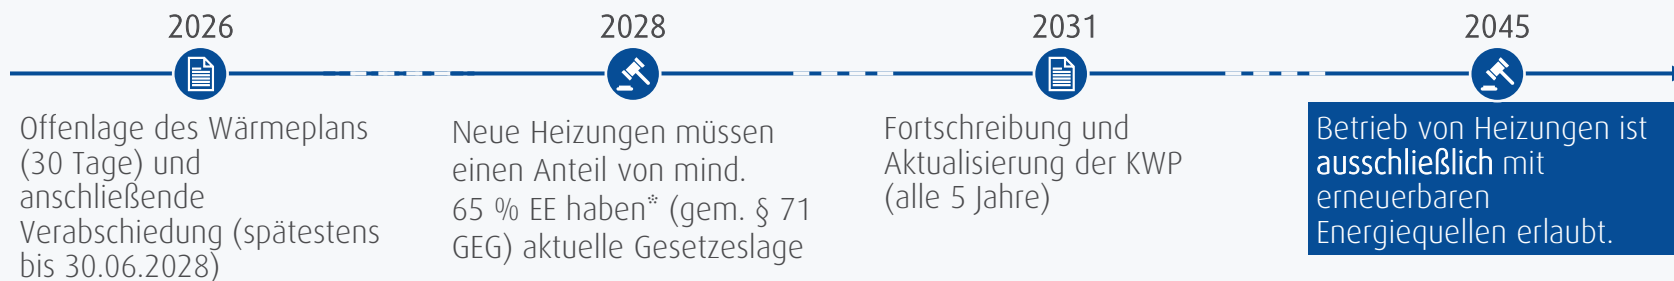 2026
Offenlage des Wärmeplans
(30 Tage) und
anschließende
Verabschiedung (spätestens
bis 30.06.2028)
2028
Neue Heizungen müssen
einen Anteil von mind.
65 % EE haben* (gem. § 71
GEG) aktuelle Gesetzeslage
2031
Fortschreibung und
Aktualisierung der KWP
(alle 5 Jahre)
2045
Betrieb von Heizungen ist
ausschließlich mit
erneuerbaren
Energiequellen erlaubt.